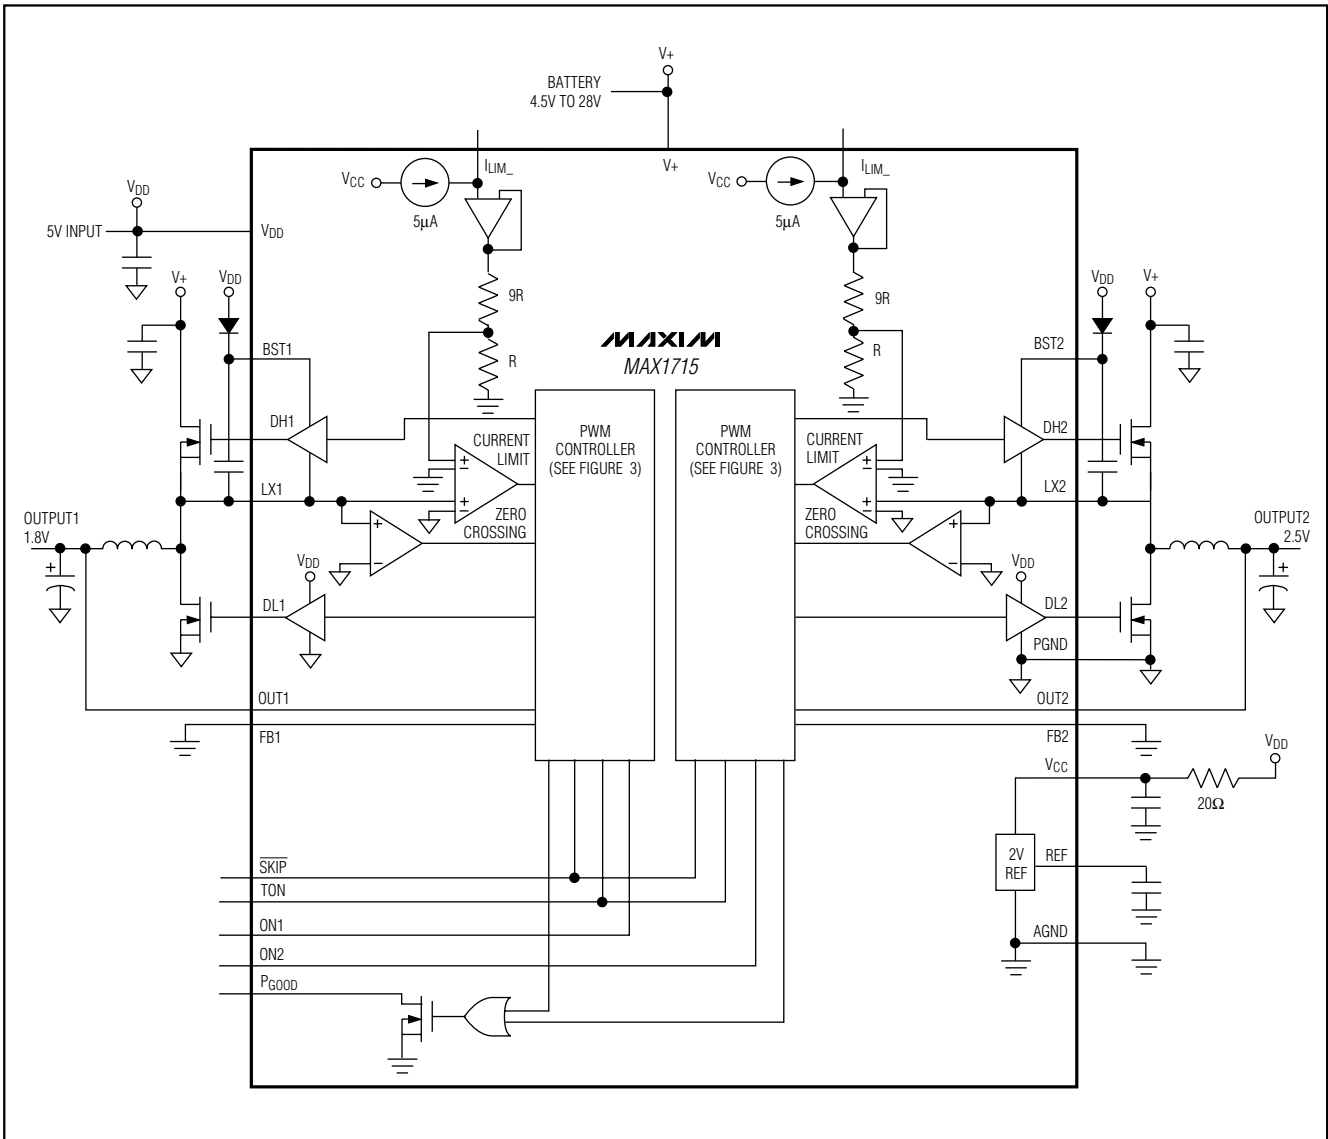 V+
BATTERY
4.5V TO 28V
V+
VCC
5µA
ILIM_
VCC
5µA
ILIM_
VDD
5V INPUT
VDD
V+
VDD
9R
R
9R
R
VDD
V+
MAXIM
MAX1715
BST1
BST2
DH1
DH2
PWM
CONTROLLER
(SEE FIGURE 3)
PWM
CONTROLLER
(SEE FIGURE 3)
CURRENT
LIMIT
CURRENT
LIMIT
+
−
+
−
+
−
+
−
LX1
LX2
ZERO
CROSSING
ZERO
CROSSING
+
−
+
−
OUTPUT1
1.8V
+
OUTPUT2
2.5V
+
VDD
VDD
DL1
DL2
PGND
OUT1
OUT2
FB1
FB2
VCC
VDD
20Ω
2V
REF
REF
AGND
SKIP
TON
ON1
ON2
PGOOD